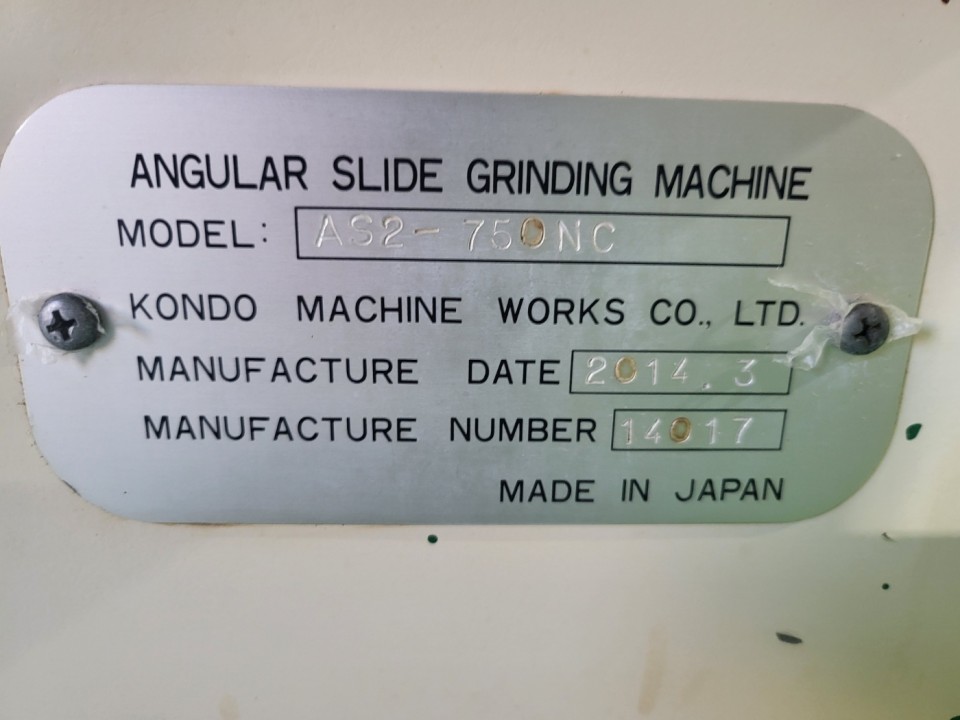 ANGULAR SLIDE GRINDING MACHINE
MODEL: AS2-750NC
KONDO MACHINE WORKS CO., LTD.
MANUFACTURE DATE 2014.3
MANUFACTURE NUMBER 14017
MADE IN JAPAN